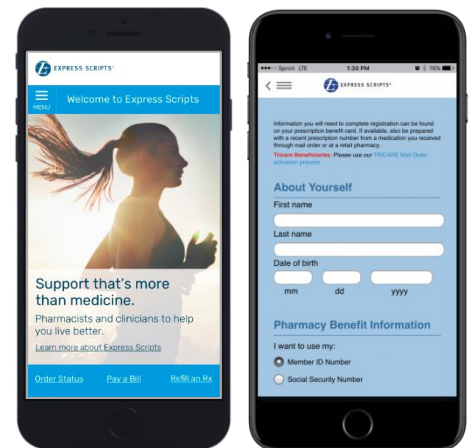 EXPRESS SCRIPTS®
MENU
Welcome to Express Scripts
Support that's more
than medicine.
Pharmacists and clinicians to help
you live better.
Learn more about Express Scripts
Order Status Pay a Bill Refill an Rx
Sprint LTE 1:30 PM 76%
EXPRESS SCRIPTS®
Information you will need to complete registration can be found
on your prescription benefit card. If available, also be prepared
with a recent prescription number from a medication you received
through mail order or at a retail pharmacy.
Tricare Beneficiaries: Please use our TRICARE Mail Order
activation process
About Yourself
First name
Last name
Date of birth
mm dd yyyy
Pharmacy Benefit Information
I want to use my:
Member ID Number
Social Security Number